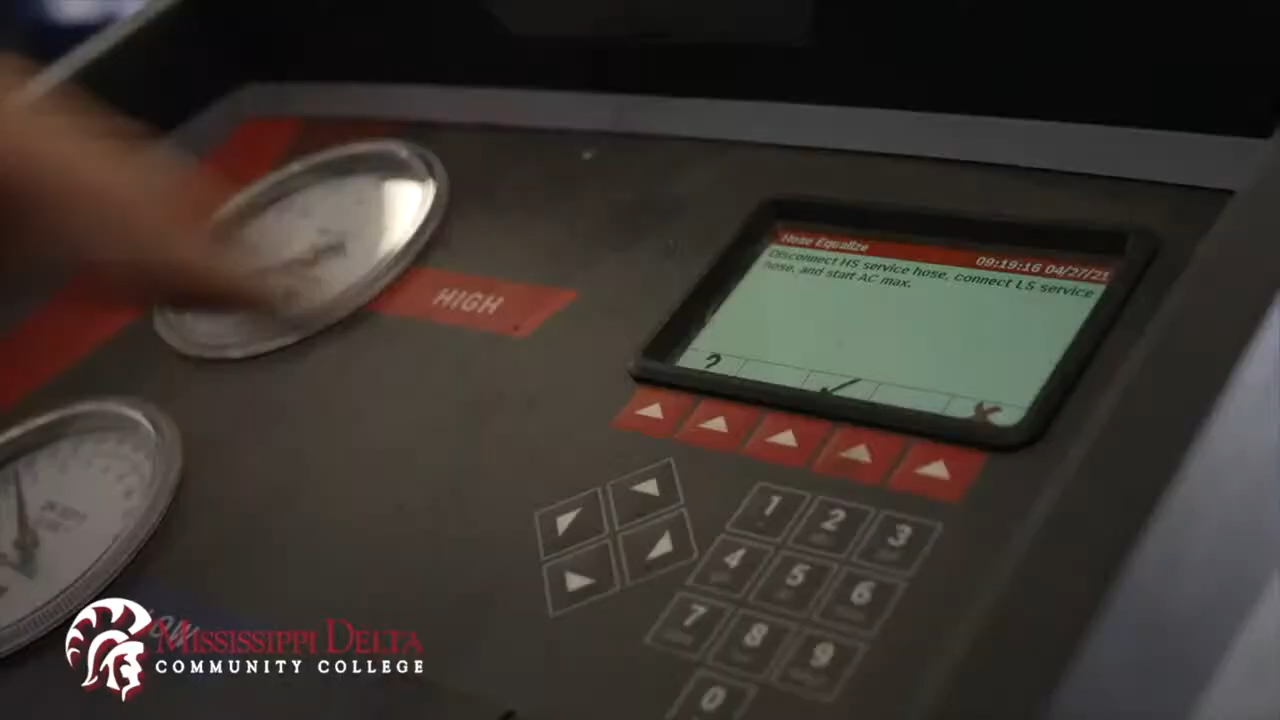 Hose Equalize
09:19:16 04/27/21
Disconnect HS service hose, connect LS service
hose, and start AC max.
?
HIGH
1 2 3
4 5 6
7 8 9
0
MISSISSIPPI DELTA
COMMUNITY COLLEGE